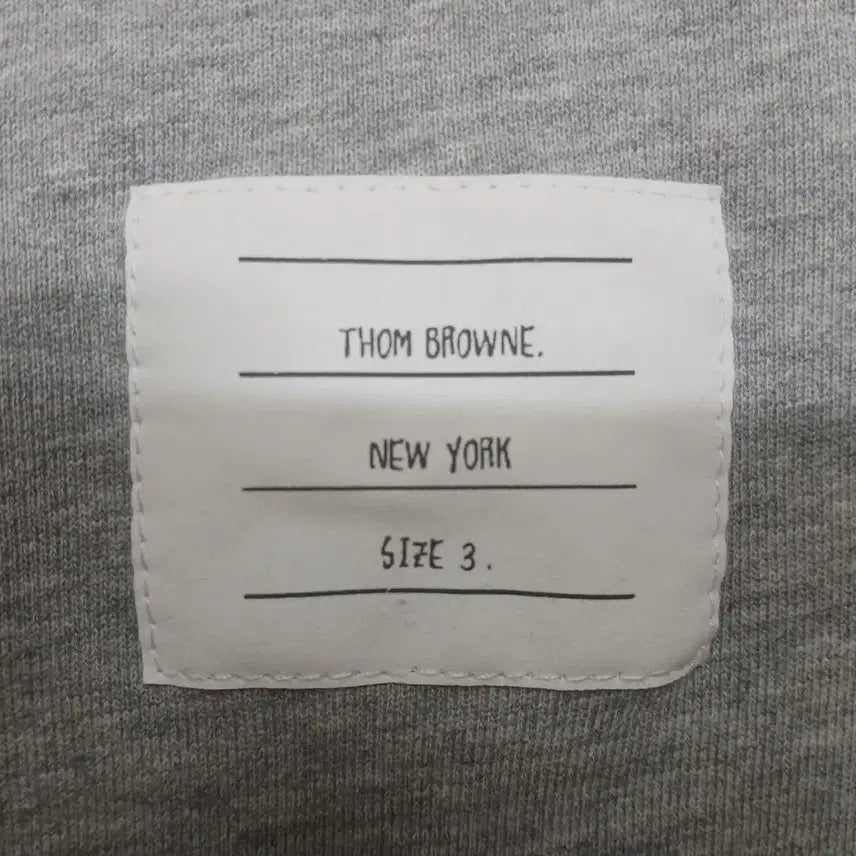 THOM BROWNE.
NEW YORK
SIZE 3.